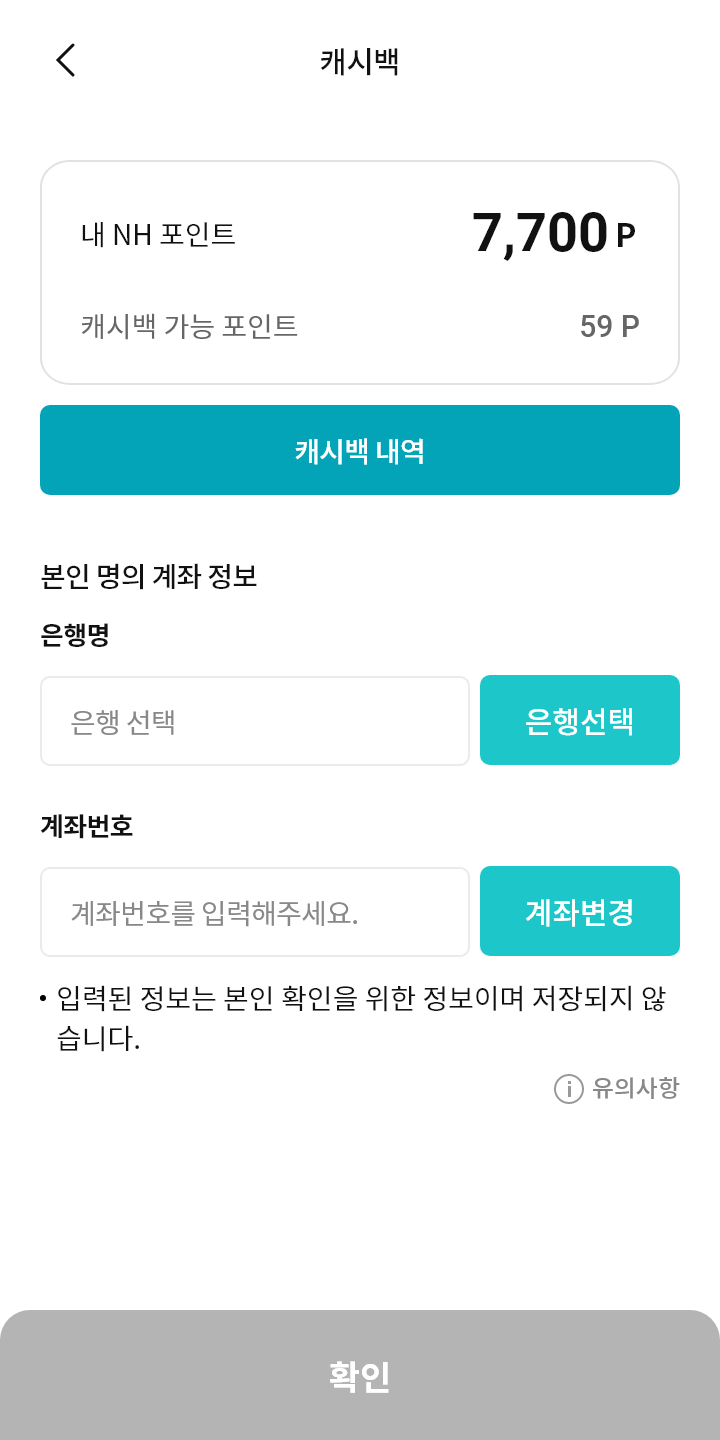 캐시백
내 NH 포인트 7,700 P
캐시백 가능 포인트 59 P
캐시백 내역
본인 명의 계좌 정보
은행명
은행 선택 은행선택
계좌번호
계좌번호를 입력해주세요. 계좌변경
• 입력된 정보는 본인 확인을 위한 정보이며 저장되지 않
습니다.
유의사항
확인